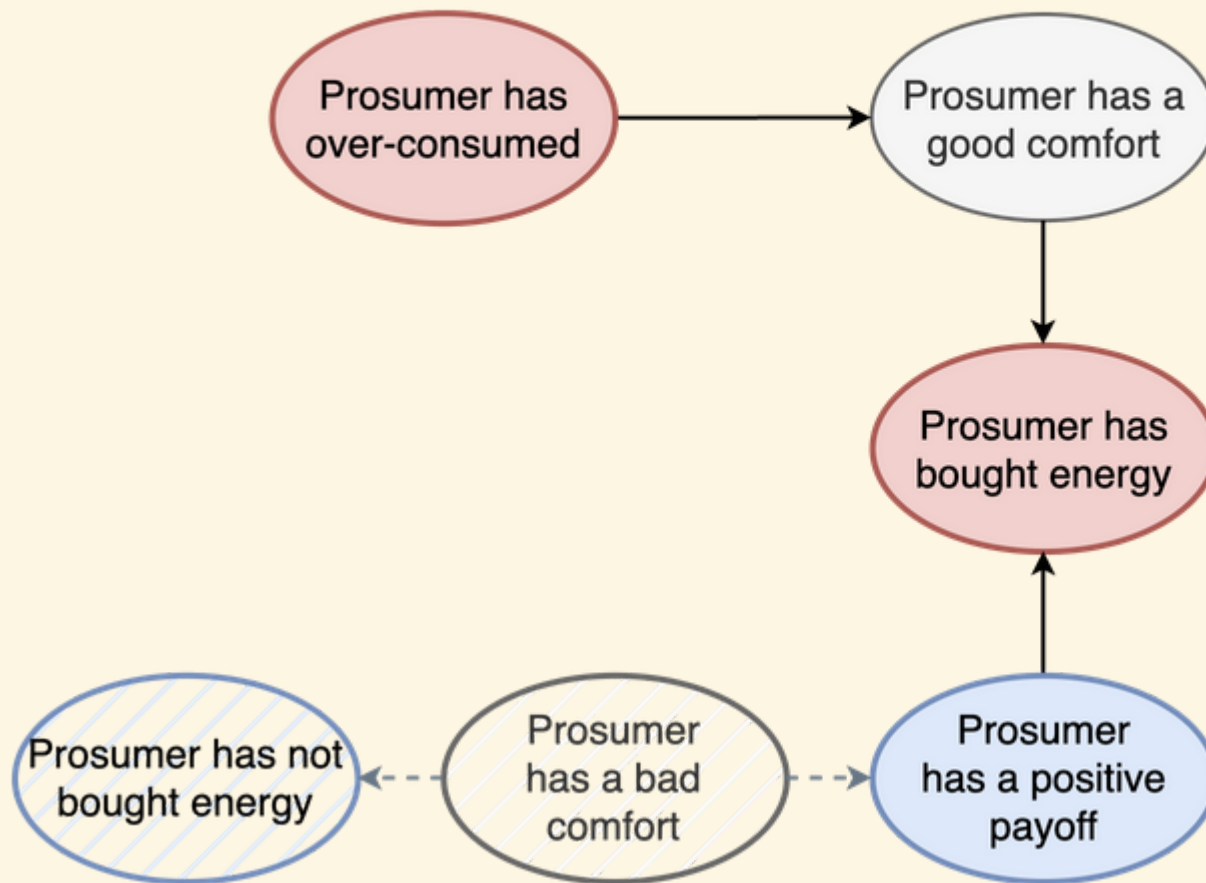 Prosumer has
over-consumed
Prosumer has a
good comfort
Prosumer has
bought energy
Prosumer has not
bought energy
Prosumer
has a bad
comfort
Prosumer
has a positive
payoff